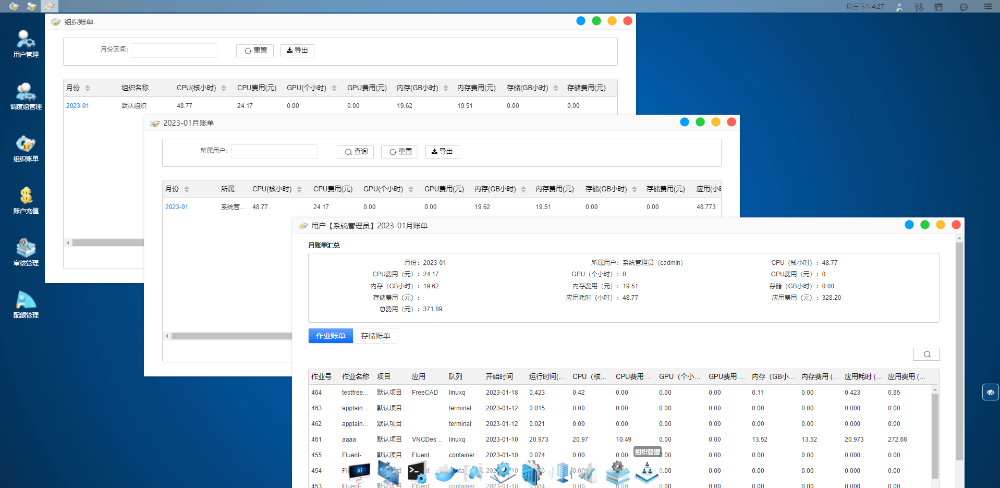 周三下午4:27
用户管理
调度组管理
组织账单
账户充值
审核管理
配额管理
组织账单
月份区间:
重置
导出
月份 组织名称 CPU(核小时) CPU费用(元) GPU(个小时) GPU费用(元) 内存(GB小时) 内存费用(元) 存储(GB小时) 存储费用(元)
2023-01 默认组织 48.77 24.17 0.00 0.00 19.62 19.51 0.00 0.00
2023-01月账单
所属用户:
查询
重置
导出
月份 所属... CPU(核小时) CPU费用(元) GPU(个小时) GPU费用(元) 内存(GB小时) 内存费用(元) 存储(GB小时) 存储费用(元) 应用(小
2023-01 系统管... 48.77 24.17 0.00 0.00 19.62 19.51 0.00 0.00 48.773
用户【系统管理员】2023-01月账单
月账单汇总
月份: 2023-01 所属用户: 系统管理员（cadmin） CPU（核小时）: 48.77
CPU费用（元）: 24.17 GPU（个小时）: 0 GPU费用（元）: 0
内存（GB小时）: 19.62 内存费用（元）: 19.51 存储（GB小时）: 0.00
存储费用（元）: 应用耗时（小时）: 48.77 应用费用（元）: 328.20
总费用（元）: 371.89
作业账单 存储账单
作业号 作业名称 项目 应用 队列 开始时间 运行时间(... CPU（核... CPU费用 ... GPU（个小... GPU费用 ... 内存（GB小... 内存费用 (... 应用耗时 (... 应用费用 (...
464 testfree... 默认项目 FreeCAD linuxq 2023-01-18 0.423 0.42 0.00 0.00 0.00 0.11 0.00 0.423 0.85
463 apptain... 默认项目 terminal 2023-01-12 0.015 0.00 0.00 0.00 0.00 0.00 0.00 0.000 0.00
462 apptain... 默认项目 terminal 2023-01-12 0.021 0.00 0.00 0.00 0.00 0.00 0.00 0.000 0.00
461 aaaa 默认项目 VNCDes... linuxq 2023-01-10 20.973 20.97 10.49 0.00 0.00 13.52 13.52 20.973 272.66
组织管理
455 Fluent-_... 默认项目 Fluent container 2023-01-10 0.074 0.00 0.00 0.00 0.00 0.00 0.00 0.000 0.00
454 0.00 0.00 0.00 0.00 0.000 0.00
453 Fluent- 默认项目 Fluent container 2023-01-10 0.084 0.00 0.00 0.00 0.00 0.00 0.00 0.000 0.00
Ai